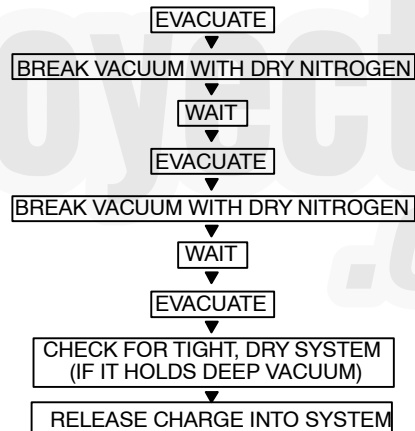 EVACUATE
BREAK VACUUM WITH DRY NITROGEN
WAIT
EVACUATE
BREAK VACUUM WITH DRY NITROGEN
WAIT
EVACUATE
CHECK FOR TIGHT, DRY SYSTEM
(IF IT HOLDS DEEP VACUUM)
RELEASE CHARGE INTO SYSTEM